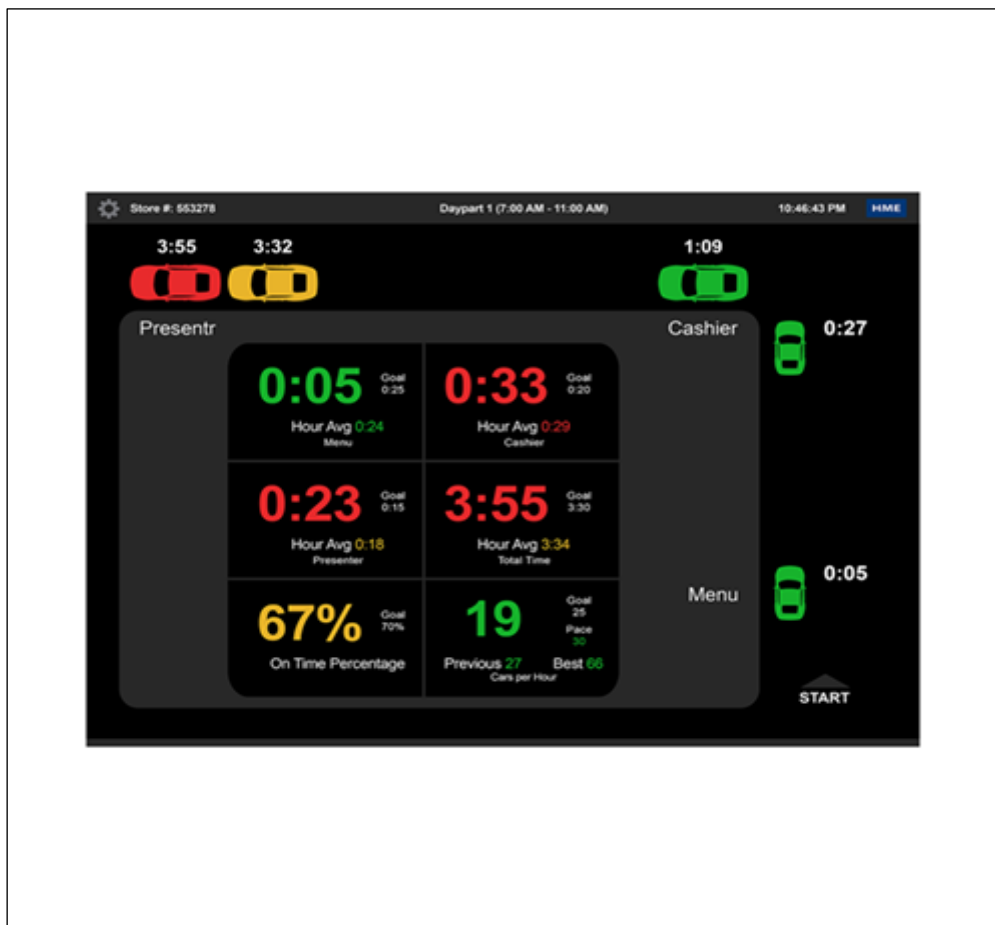 Store #: 553278 Daypart 1 (7:00 AM - 11:00 AM) 10:46:43 PM HME
3:55 3:32 1:09
Presentr Cashier 0:27
0:05 Goal 0:25
Hour Avg 0:24
Menu
0:33 Goal 0:20
Hour Avg 0:29
Cashier
0:23 Goal 0:15
Hour Avg 0:18
Presenter
3:55 Goal 3:30
Hour Avg 3:34
Total Time
67% Goal 70%
On Time Percentage
19 Goal 25
Pace 30
Previous 27 Best 66
Cars per Hour
Menu 0:05
START